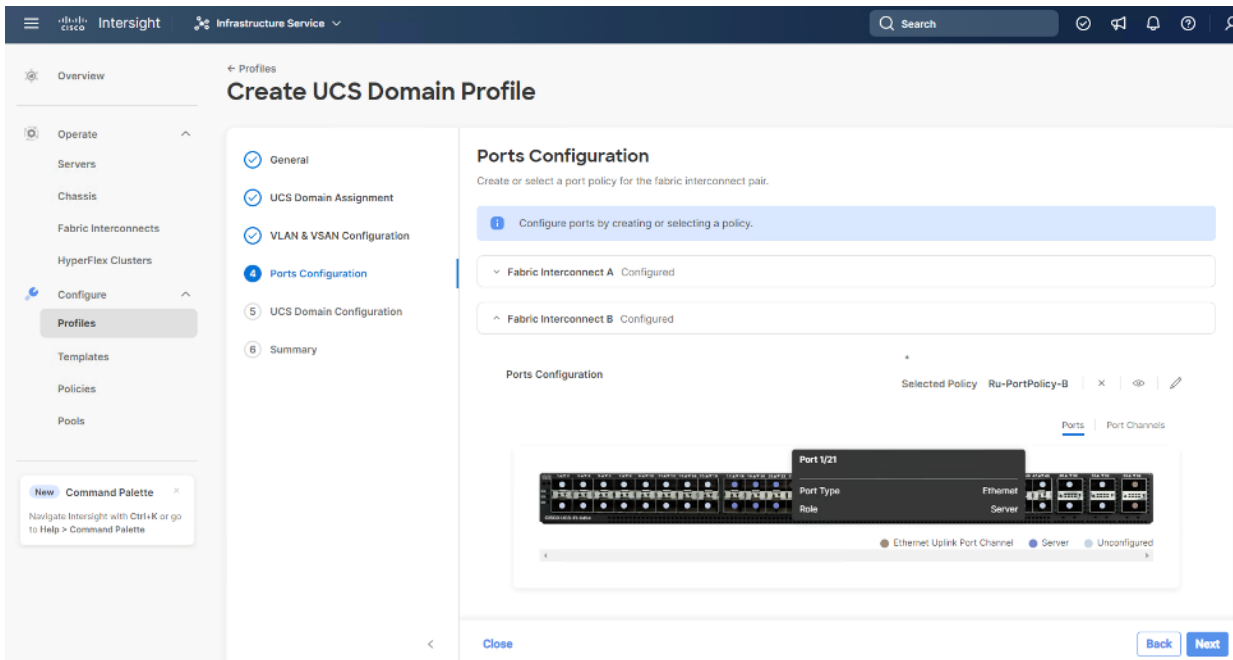 cisco Intersight
Infrastructure Service
Search
Overview
Operate
Servers
Chassis
Fabric Interconnects
HyperFlex Clusters
Configure
Profiles
Templates
Policies
Pools
New Command Palette
Navigate Intersight with Ctrl+K or go
to Help > Command Palette
← Profiles
Create UCS Domain Profile
General
UCS Domain Assignment
VLAN & VSAN Configuration
4 Ports Configuration
5 UCS Domain Configuration
6 Summary
Ports Configuration
Create or select a port policy for the fabric interconnect pair.
Configure ports by creating or selecting a policy.
Fabric Interconnect A Configured
Fabric Interconnect B Configured
Ports Configuration
Selected Policy Ru-PortPolicy-B
Ports Port Channels
Port 1/21
Port Type Ethernet
Role Server
Ethernet Uplink Port Channel Server Unconfigured
Close
Back Next